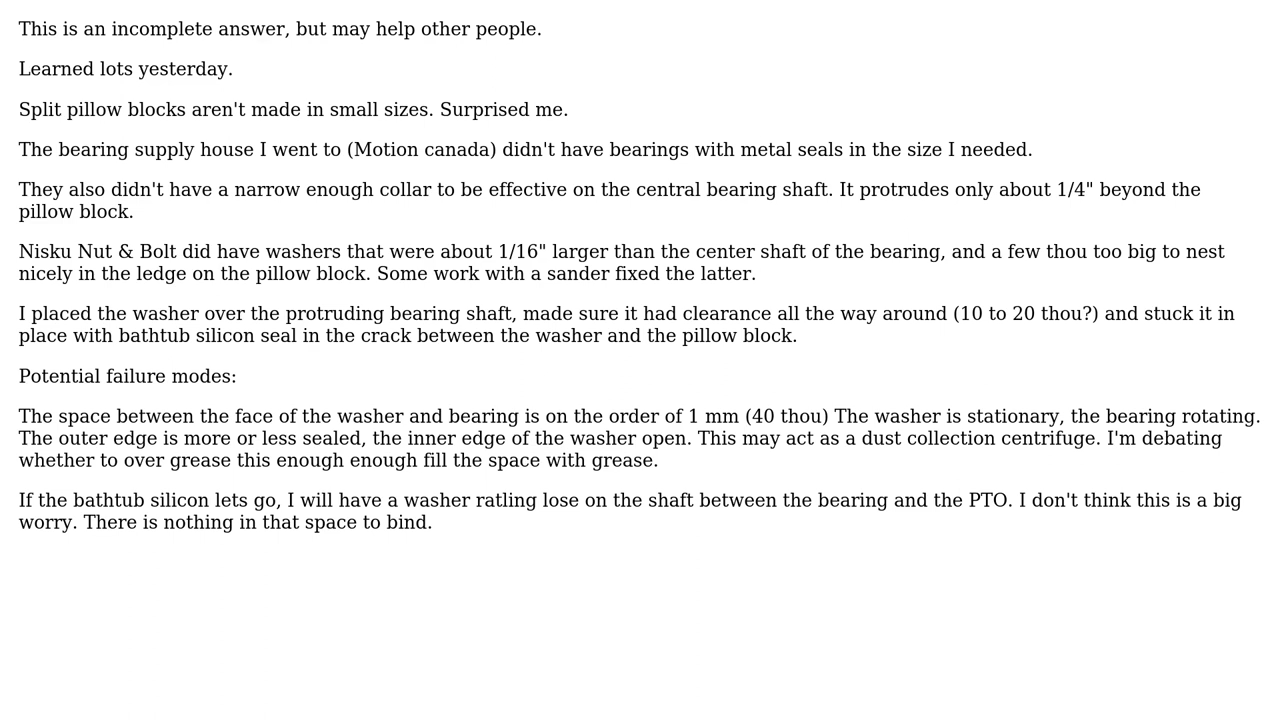 This is an incomplete answer, but may help other people.
Learned lots yesterday.
Split pillow blocks aren't made in small sizes. Surprised me.
The bearing supply house I went to (Motion canada) didn't have bearings with metal seals in the size I needed.
They also didn't have a narrow enough collar to be effective on the central bearing shaft. It protrudes only about 1/4" beyond the
pillow block.
Nisku Nut & Bolt did have washers that were about 1/16" larger than the center shaft of the bearing, and a few thou too big to nest
nicely in the ledge on the pillow block. Some work with a sander fixed the latter.
I placed the washer over the protruding bearing shaft, made sure it had clearance all the way around (10 to 20 thou?) and stuck it in
place with bathtub silicon seal in the crack between the washer and the pillow block.
Potential failure modes:
The space between the face of the washer and bearing is on the order of 1 mm (40 thou) The washer is stationary, the bearing rotating.
The outer edge is more or less sealed, the inner edge of the washer open. This may act as a dust collection centrifuge. I'm debating
whether to over grease this enough enough fill the space with grease.
If the bathtub silicon lets go, I will have a washer ratling lose on the shaft between the bearing and the PTO. I don't think this is a big
worry. There is nothing in that space to bind.